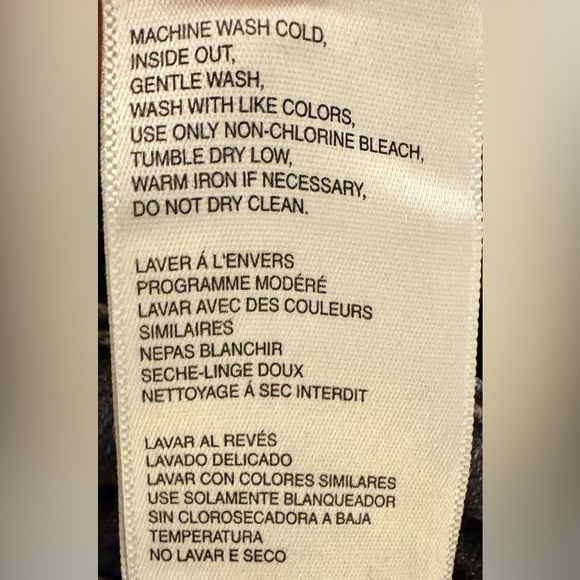 MACHINE WASH COLD,
INSIDE OUT,
GENTLE WASH,
WASH WITH LIKE COLORS,
USE ONLY NON-CHLORINE BLEACH,
TUMBLE DRY LOW,
WARM IRON IF NECESSARY,
DO NOT DRY CLEAN.
LAVER Á L'ENVERS
PROGRAMME MODÉRÉ
LAVAR AVEC DES COULEURS
SIMILAIRES
NEPAS BLANCHIR
SECHE-LINGE DOUX
NETTOYAGE Á SEC INTERDIT
LAVAR AL REVÉS
LAVADO DELICADO
LAVAR CON COLORES SIMILARES
USE SOLAMENTE BLANQUEADOR
SIN CLOROSECADORA A BAJA
TEMPERATURA
NO LAVAR E SECO